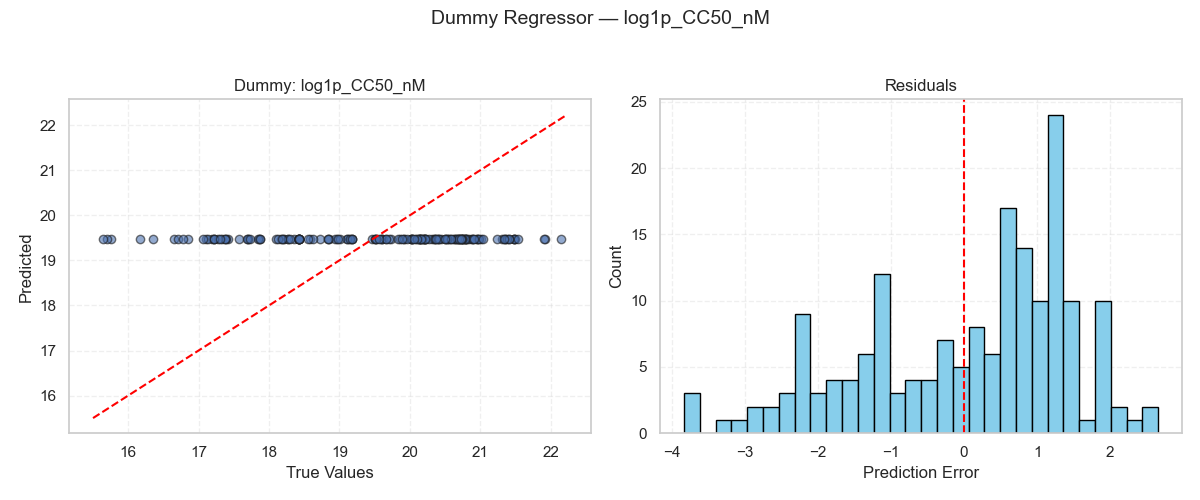 Dummy Regressor — log1p_CC50_nM
Dummy: log1p_CC50_nM
22
21
20
19
18
17
16
Predicted
16 17 18 19 20 21 22
True Values
Residuals
25
20
15
10
5
0
Count
−4 −3 −2 −1 0 1 2
Prediction Error